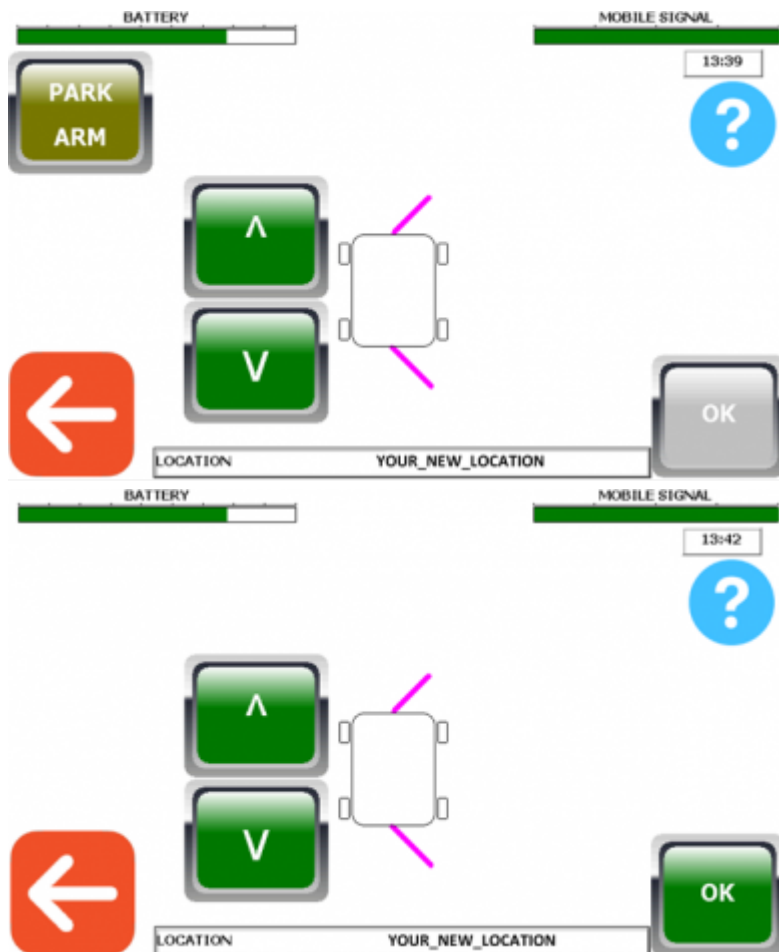 BATTERY MOBILE SIGNAL
13:39
PARK
ARM
?
^
V
OK
LOCATION YOUR_NEW_LOCATION
BATTERY MOBILE SIGNAL
13:42
?
^
V
OK
LOCATION YOUR_NEW_LOCATION